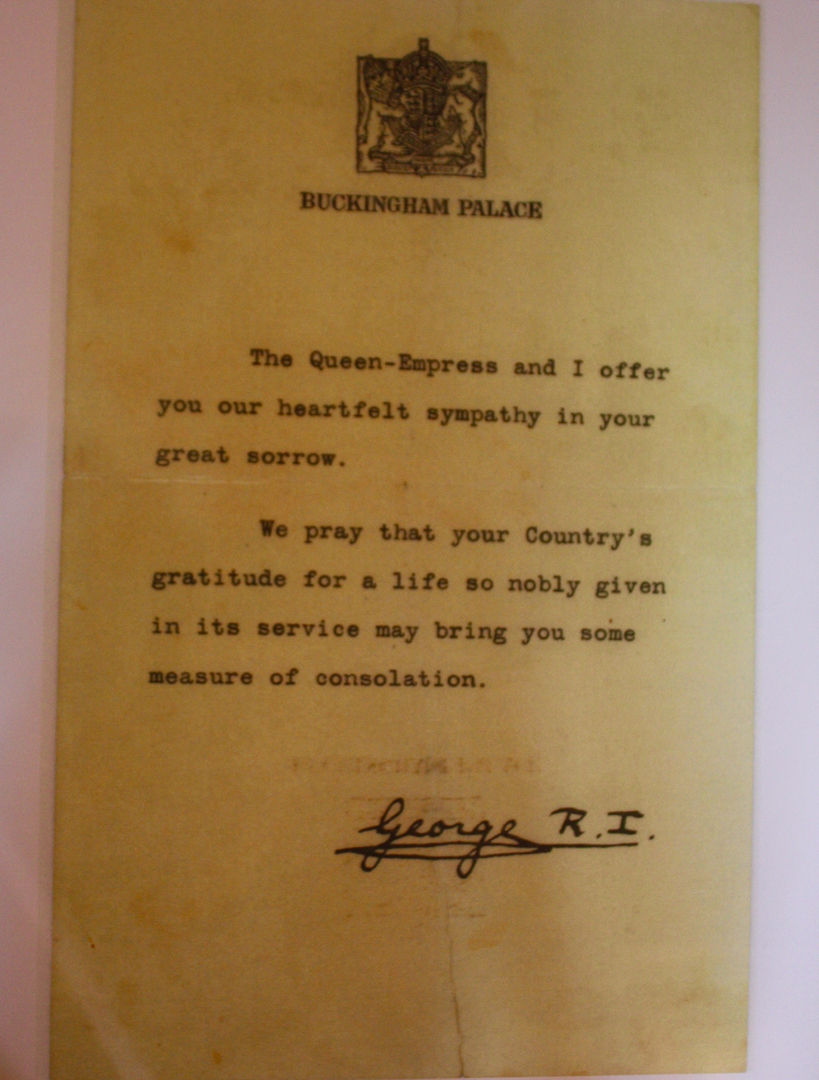 BUCKINGHAM PALACE
The Queen-Empress and I offer
you our heartfelt sympathy in your
great sorrow.
We pray that your Country's
gratitude for a life so nobly given
in its service may bring you some
measure of consolation.
George R.I.